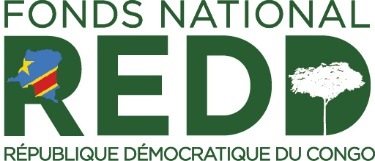 FONDS NATIONAL
REDD
RÉPUBLIQUE DÉMOCRATIQUE DU CONGO